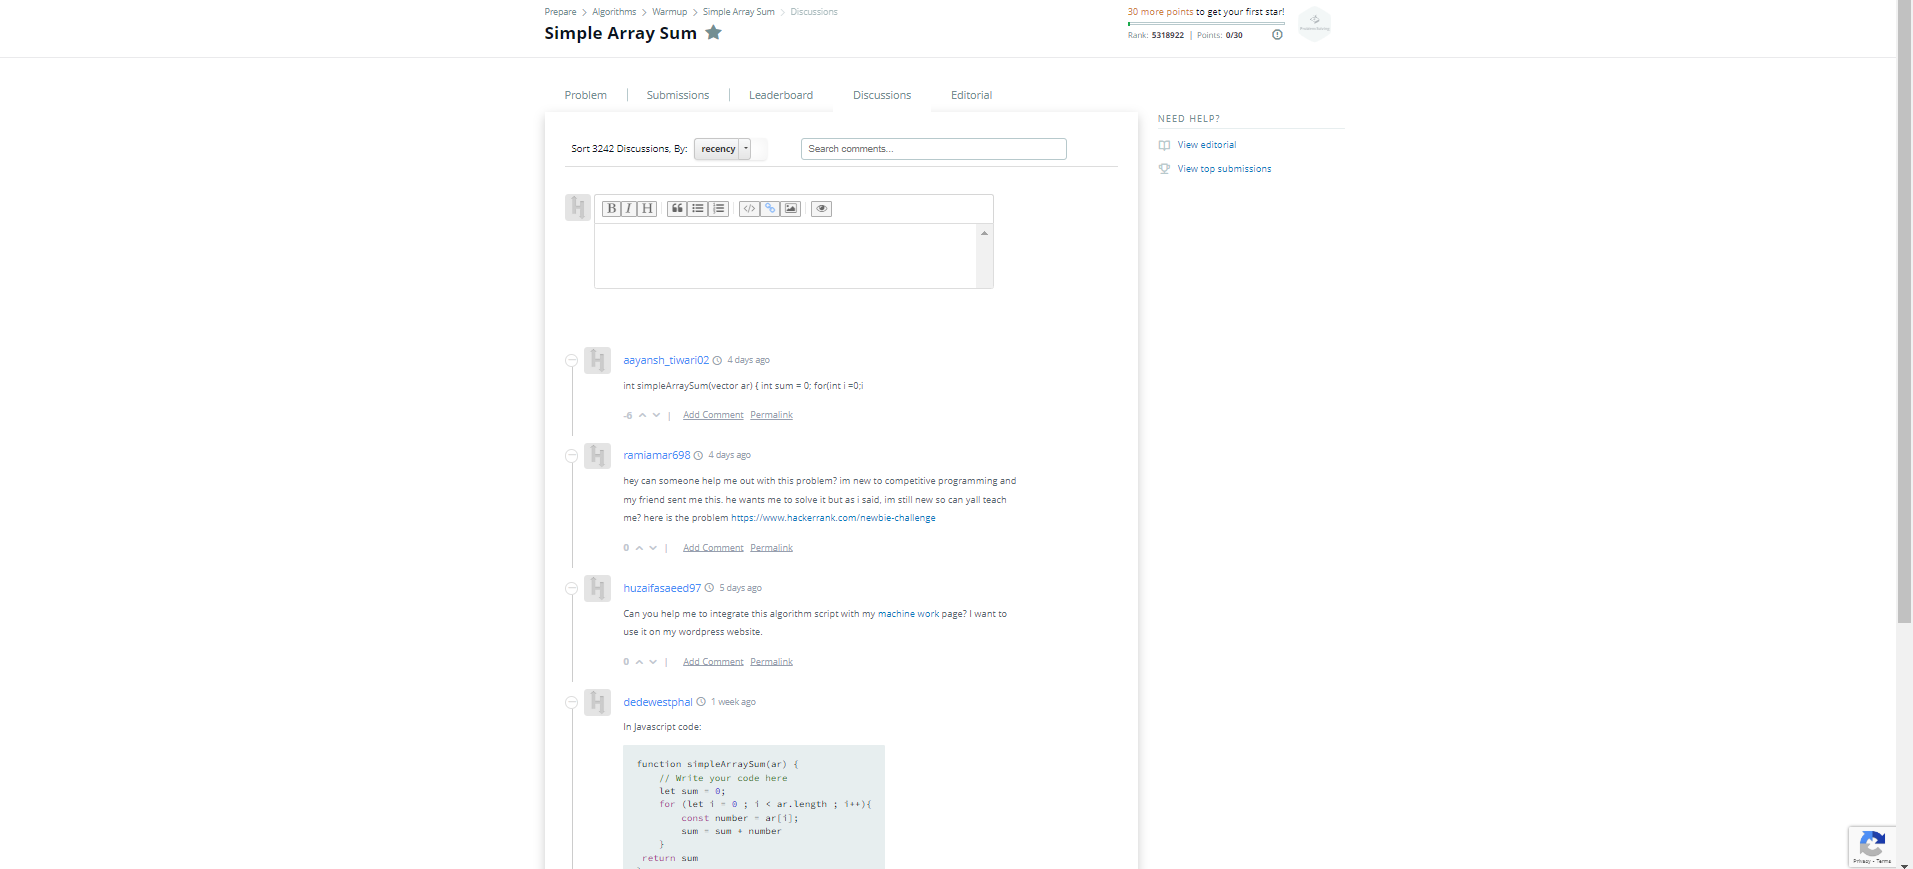 Prepare > Algorithms > Warmup > Simple Array Sum > Discussions
Simple Array Sum
30 more points to get your first star!
Rank: 5318922 | Points: 0/30
Problem Solving
Problem | Submissions | Leaderboard Discussions Editorial
Sort 3242 Discussions, By: recency
Search comments...
NEED HELP?
View editorial
View top submissions
B I H
aayansh_tiwari02 4 days ago
int simpleArraySum(vector ar) { int sum = 0; for(int i =0;i
-6 | Add Comment Permalink
ramiamar698 4 days ago
hey can someone help me out with this problem? im new to competitive programming and
my friend sent me this. he wants me to solve it but as i said, im still new so can yall teach
me? here is the problem https://www.hackerrank.com/newbie-challenge
0 | Add Comment Permalink
huzaifasaeed97 5 days ago
Can you help me to integrate this algorithm script with my machine work page? I want to
use it on my wordpress website.
0 | Add Comment Permalink
dedewestphal 1 week ago
In Javascript code:
function simpleArraySum(ar) {
// Write your code here
let sum = 0;
for (let i = 0 ; i < ar.length ; i++){
const number = ar[i];
sum = sum + number
}
return sum
Privacy - Terms